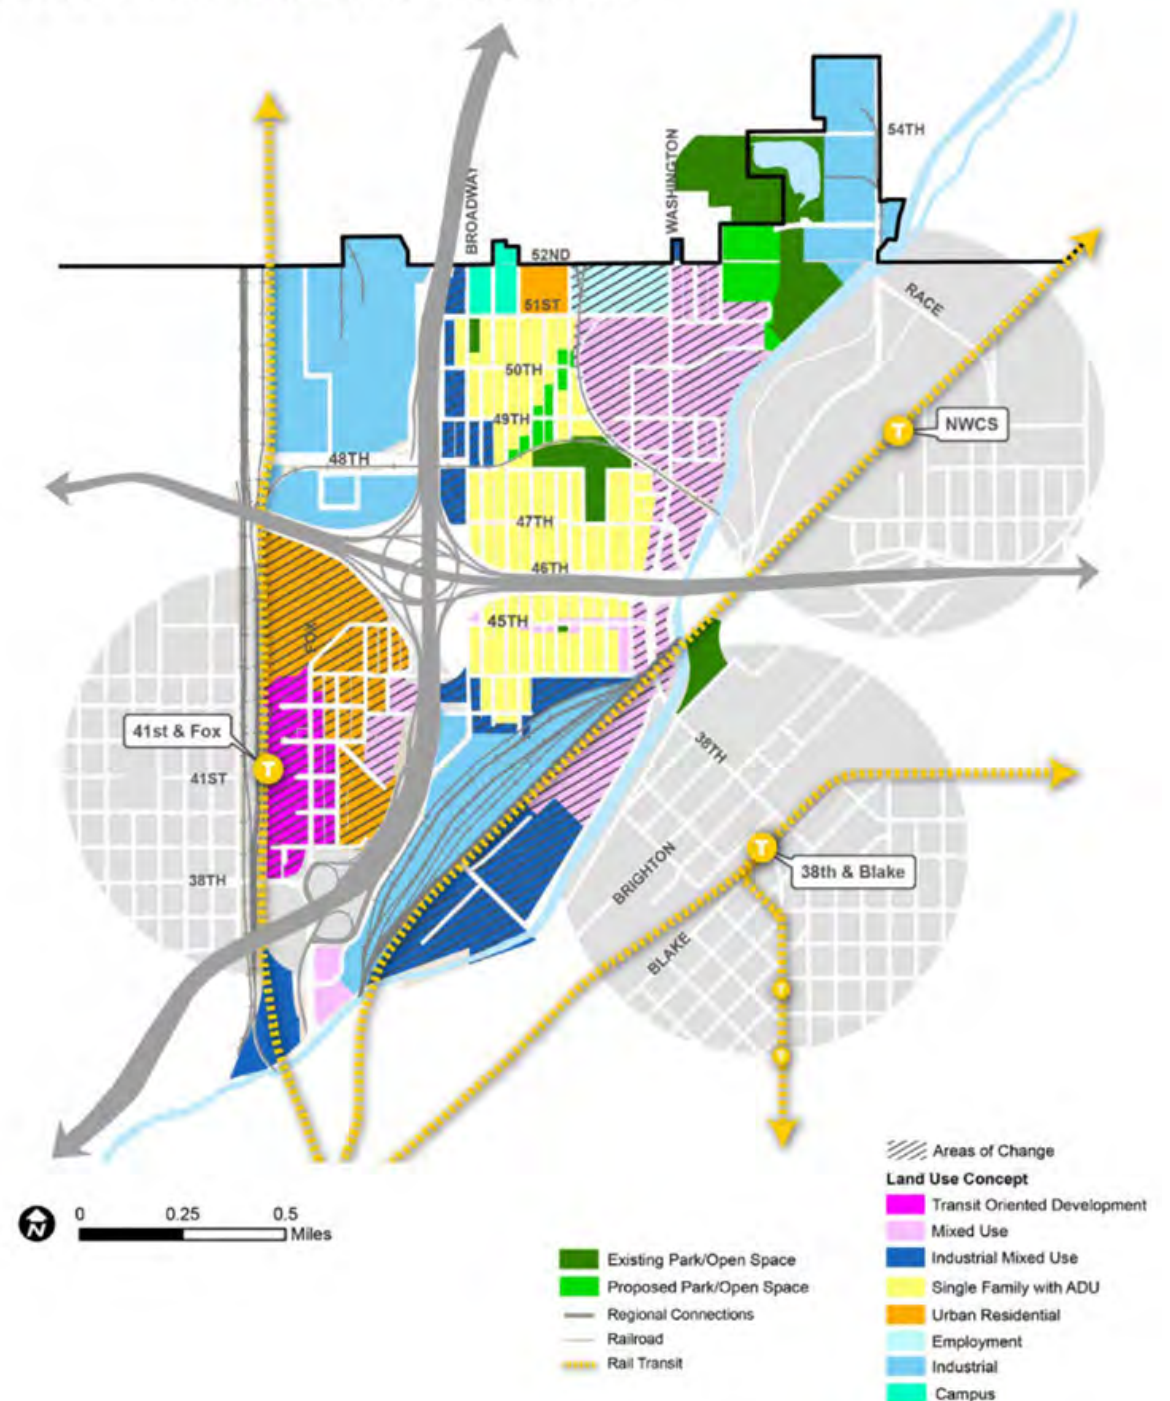 54TH
WASHINGTON
BROADWAY
52ND
51ST
RACE
50TH
49TH
NWCS
48TH
47TH
46TH
45TH
FOX
41st & Fox
41ST
38TH
38TH
BRIGHTON
38th & Blake
BLAKE
T
T
T
T
T
Areas of Change
Land Use Concept
Transit Oriented Development
Mixed Use
Industrial Mixed Use
Single Family with ADU
Urban Residential
Employment
Industrial
Campus
N
0 0.25 0.5
Miles
Existing Park/Open Space
Proposed Park/Open Space
Regional Connections
Railroad
Rail Transit